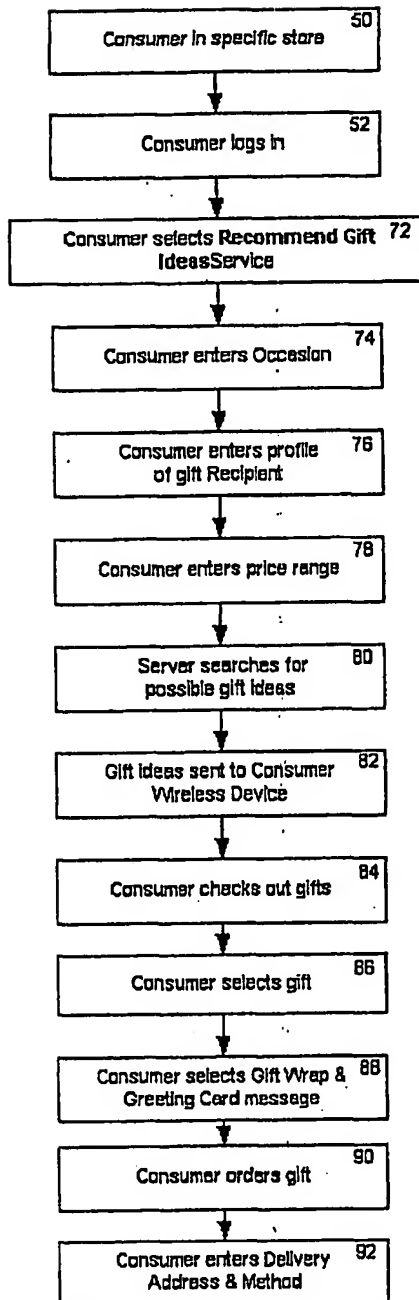 50
Consumer in specific store
52
Consumer logs in
Consumer selects Recommend Gift 72
IdeasService
74
Consumer enters Occasion
Consumer enters profile 76
of gift Recipient
78
Consumer enters price range
Server searches for 80
possible gift ideas
Gift ideas sent to Consumer 82
Wireless Device
84
Consumer checks out gifts
86
Consumer selects gift
Consumer selects Gift Wrap & 88
Greeting Card message
90
Consumer orders gift
Consumer enters Delivery 92
Address & Method